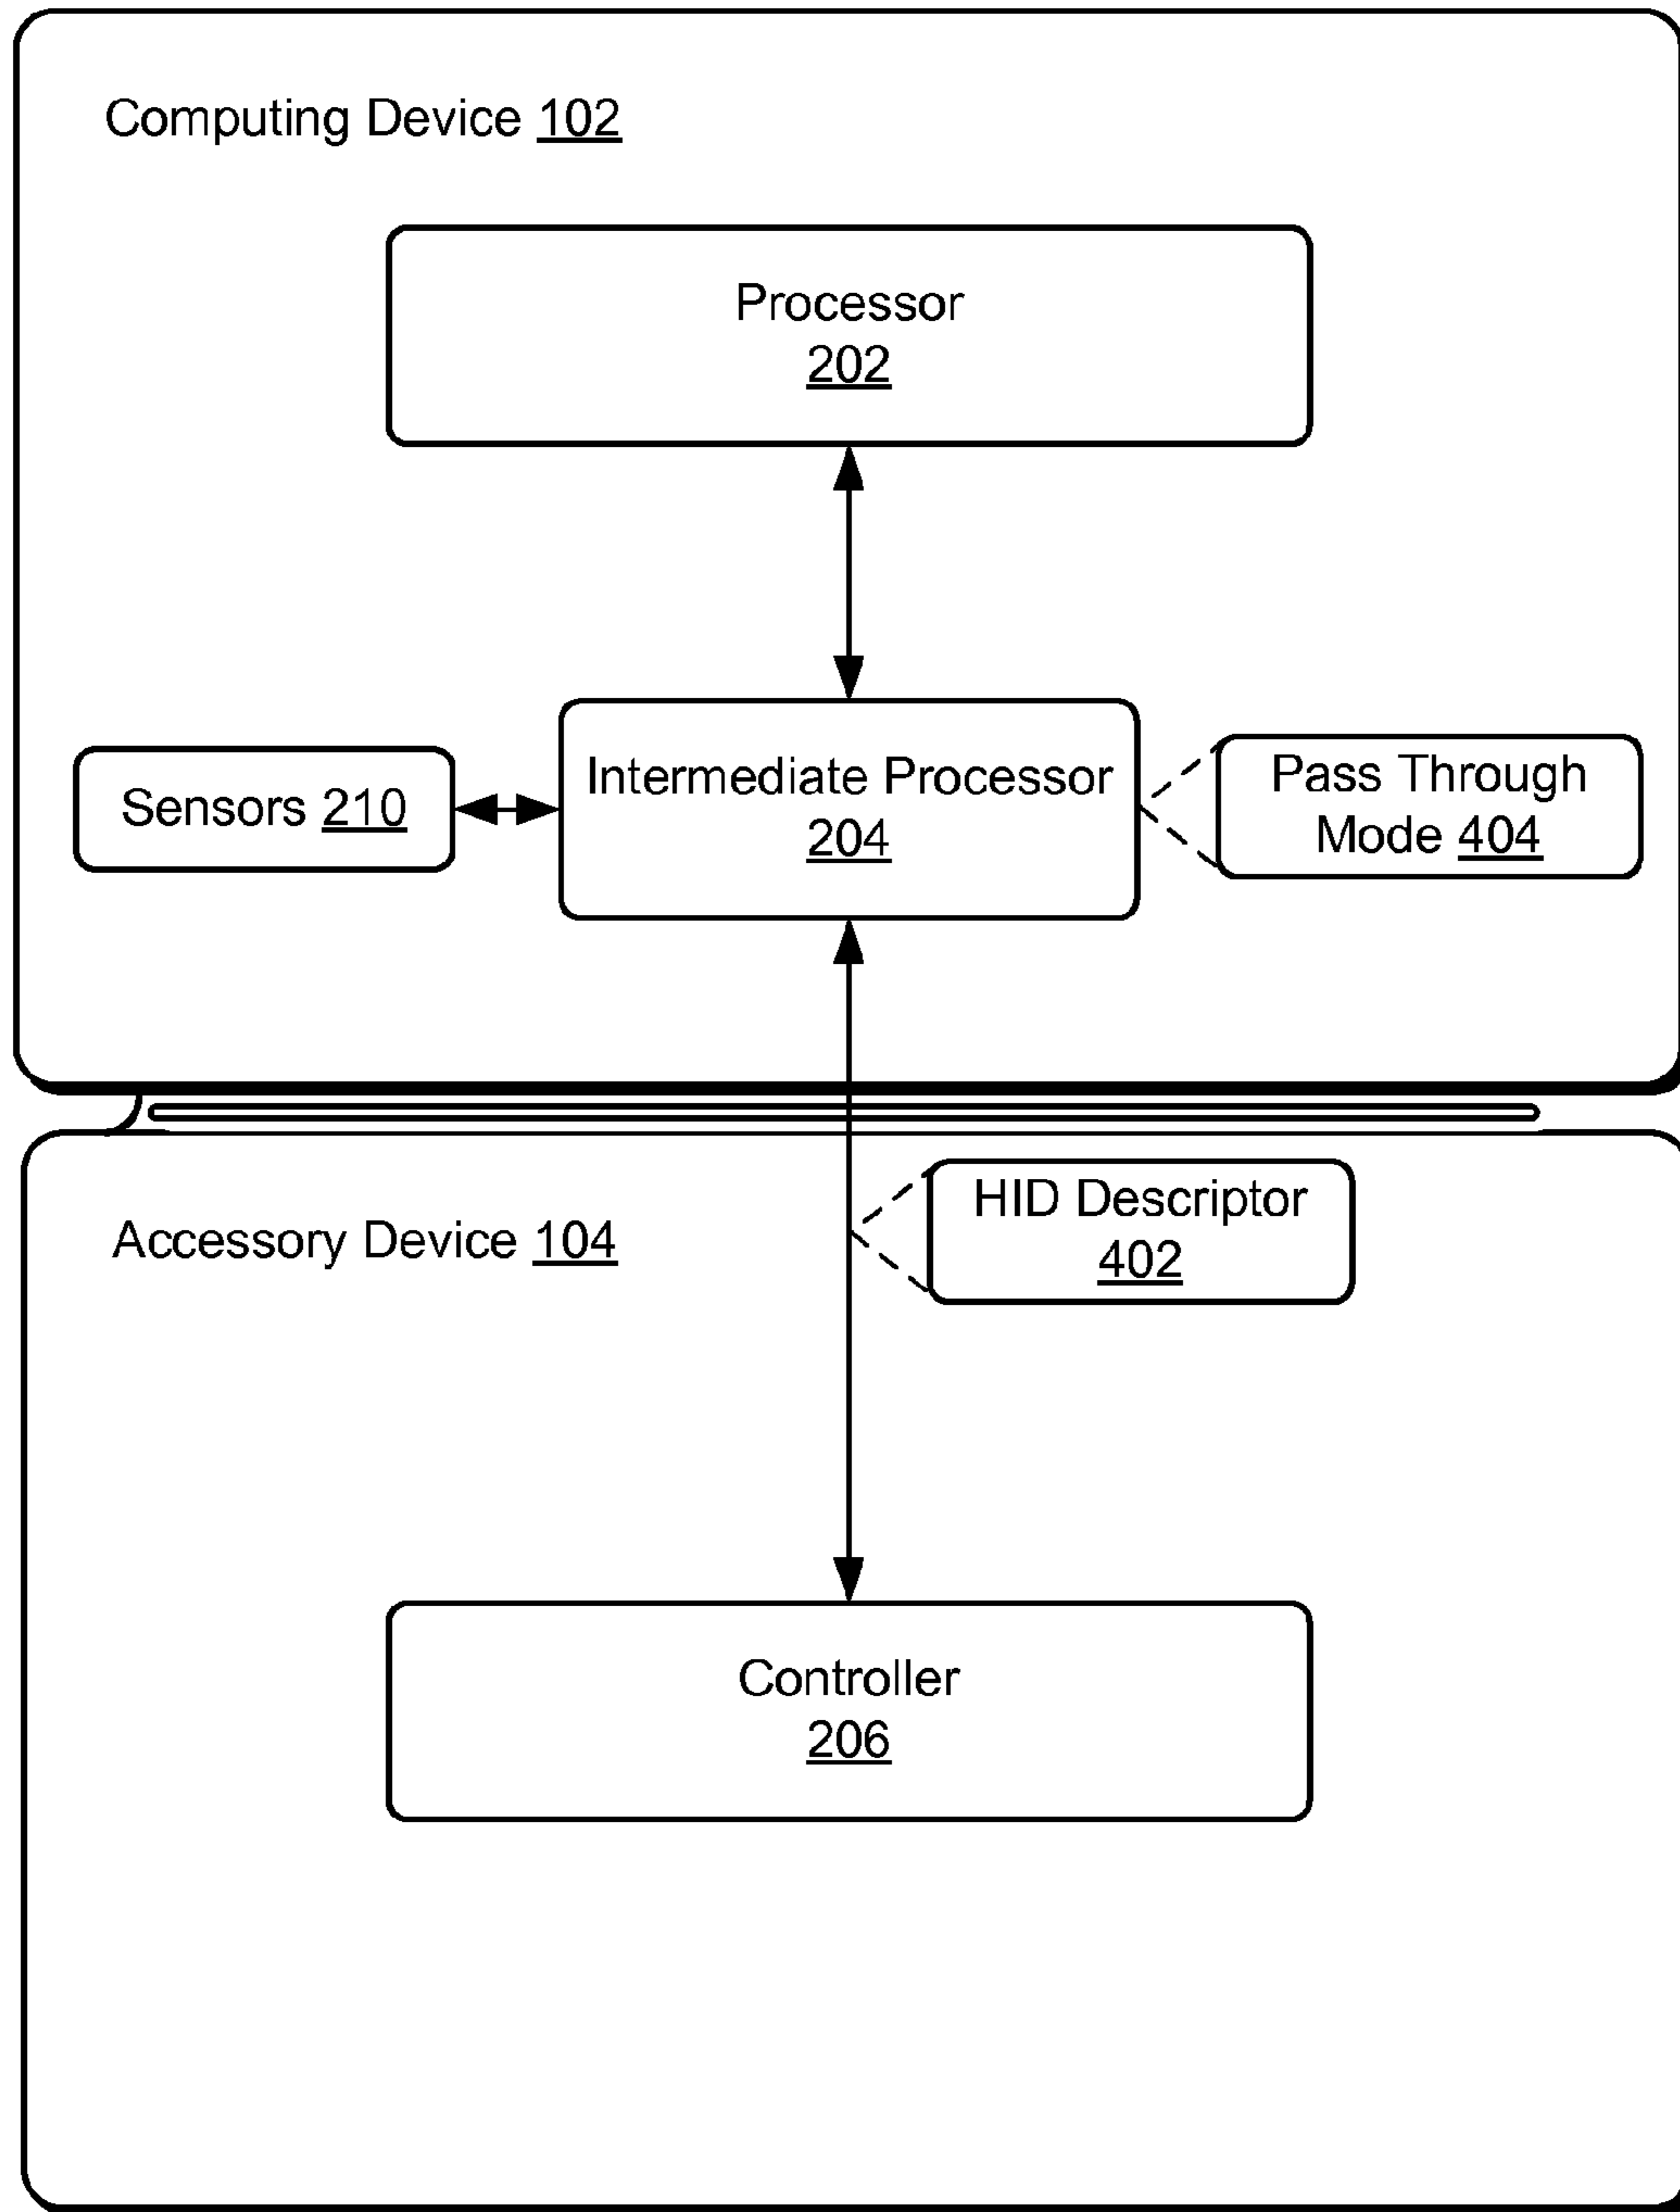 Computing Device 102
Processor
202
Sensors 210
Intermediate Processor
204
Pass Through
Mode 404
HID Descriptor
402
Accessory Device 104
Controller
206